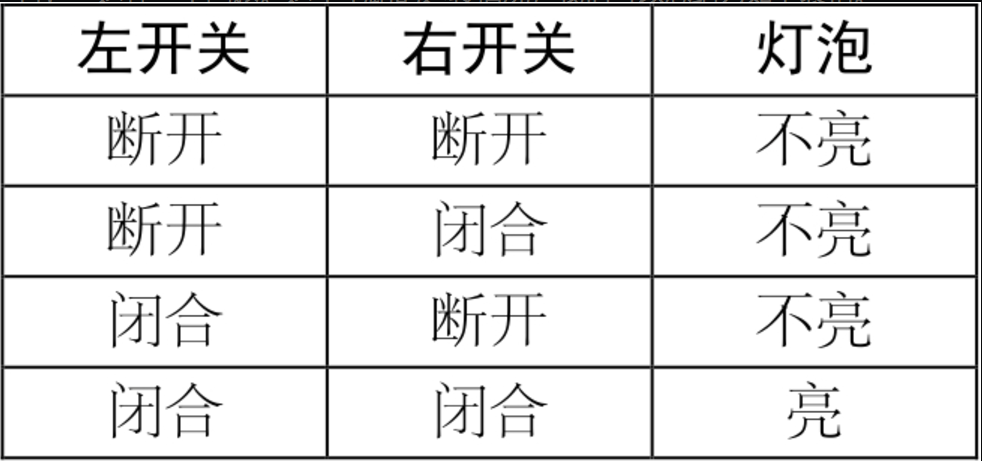 左开关 右开关 灯泡
断开 断开 不亮
断开 闭合 不亮
闭合 断开 不亮
闭合 闭合 亮